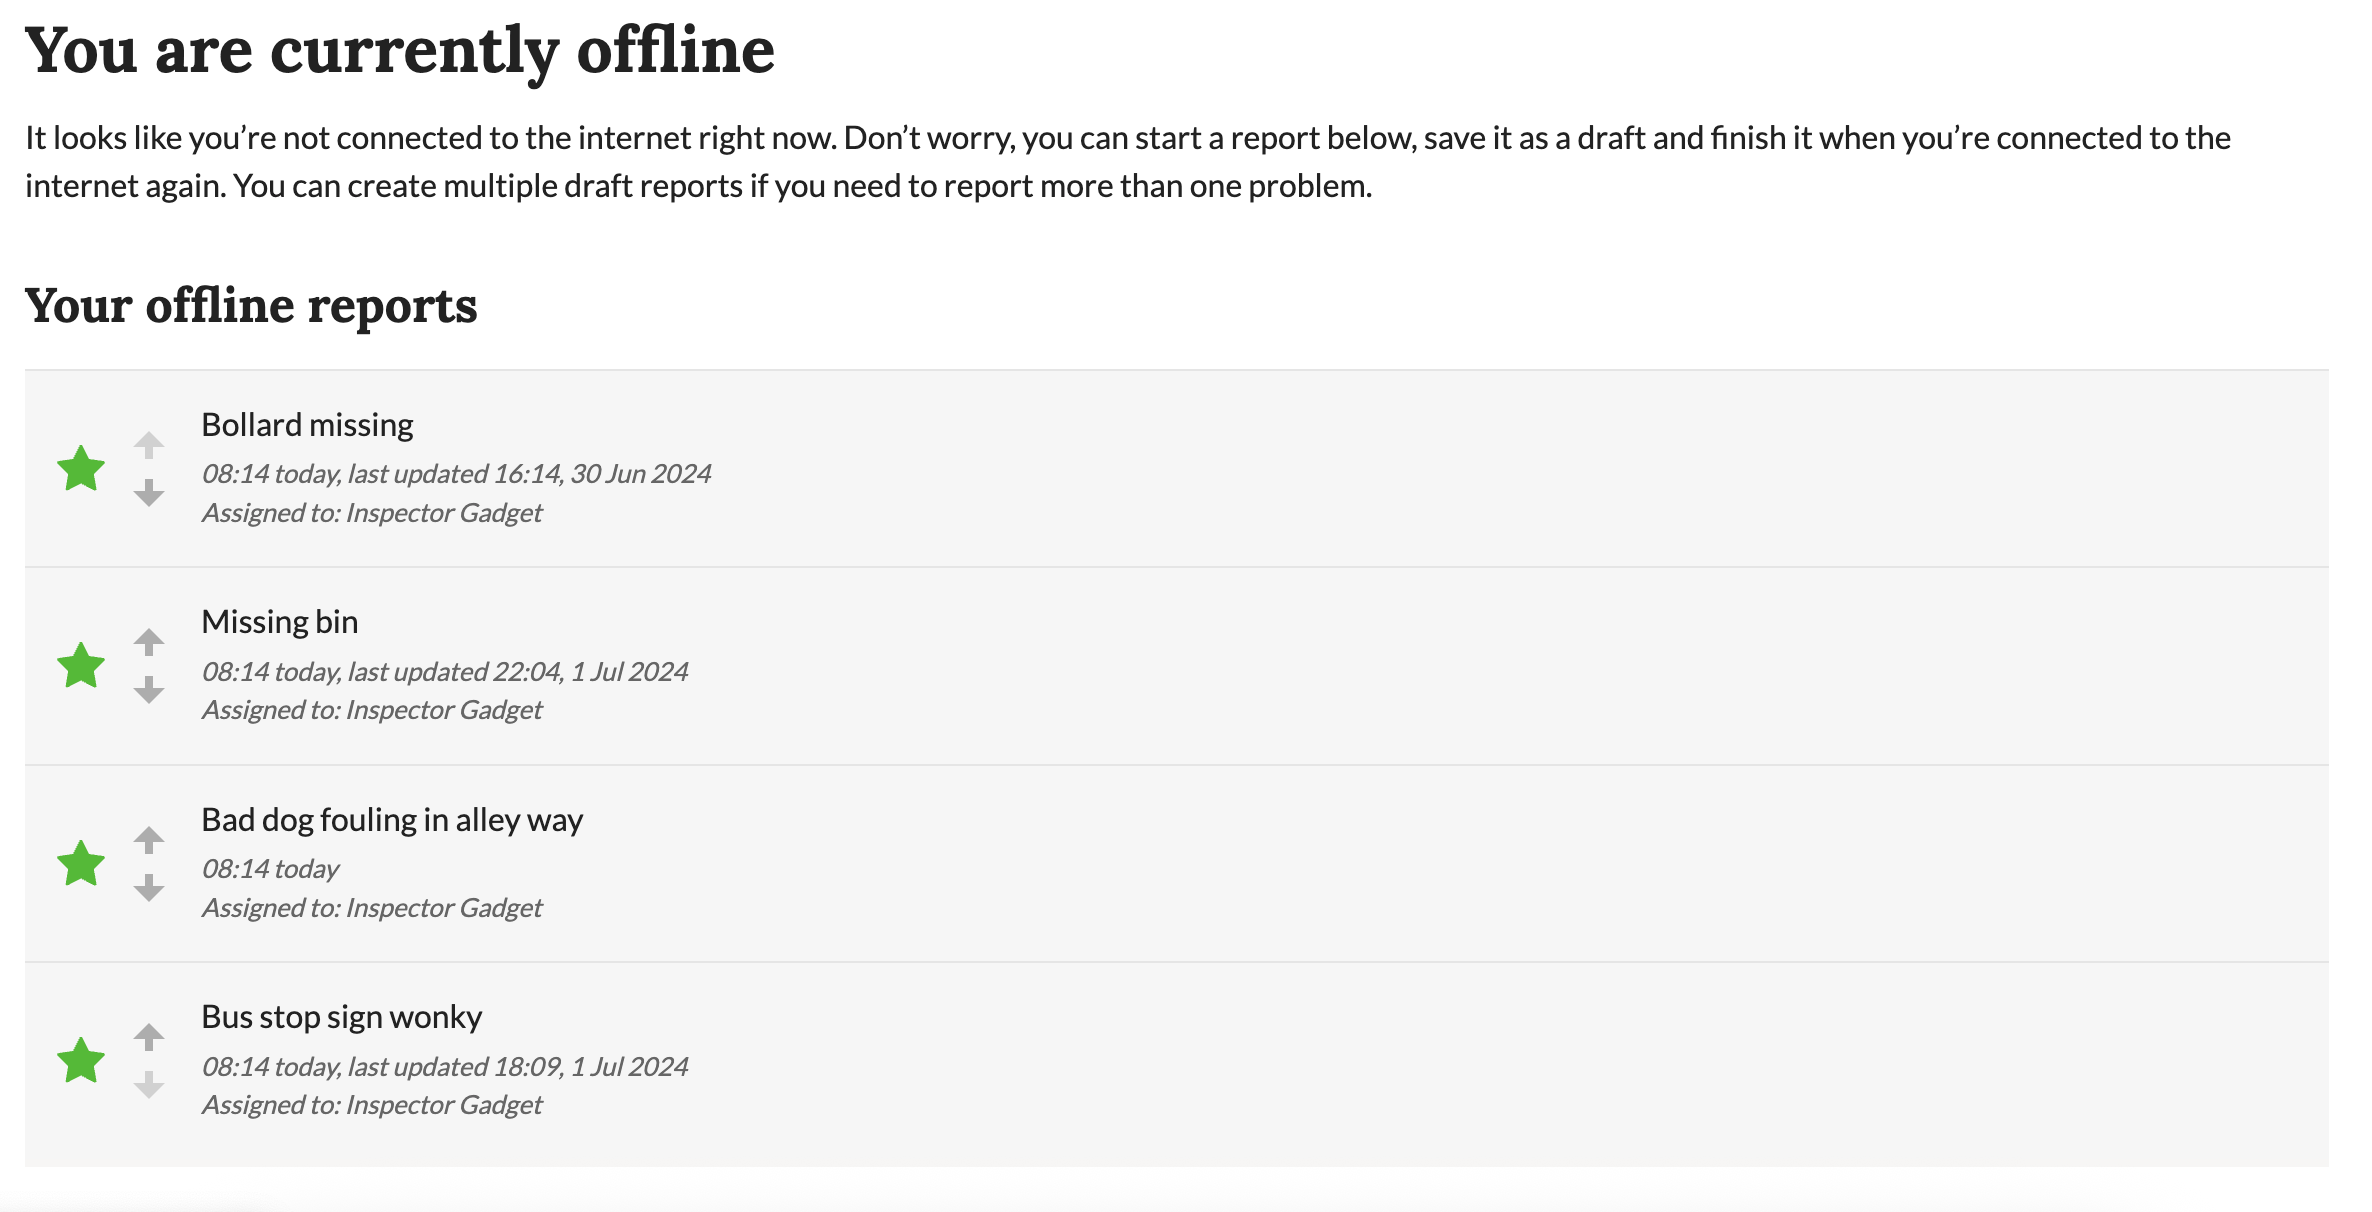 You are currently offline
It looks like you’re not connected to the internet right now. Don’t worry, you can start a report below, save it as a draft and finish it when you’re connected to the
internet again. You can create multiple draft reports if you need to report more than one problem.
Your offline reports
Bollard missing
08:14 today, last updated 16:14, 30 Jun 2024
Assigned to: Inspector Gadget
Missing bin
08:14 today, last updated 22:04, 1 Jul 2024
Assigned to: Inspector Gadget
Bad dog fouling in alley way
08:14 today
Assigned to: Inspector Gadget
Bus stop sign wonky
08:14 today, last updated 18:09, 1 Jul 2024
Assigned to: Inspector Gadget